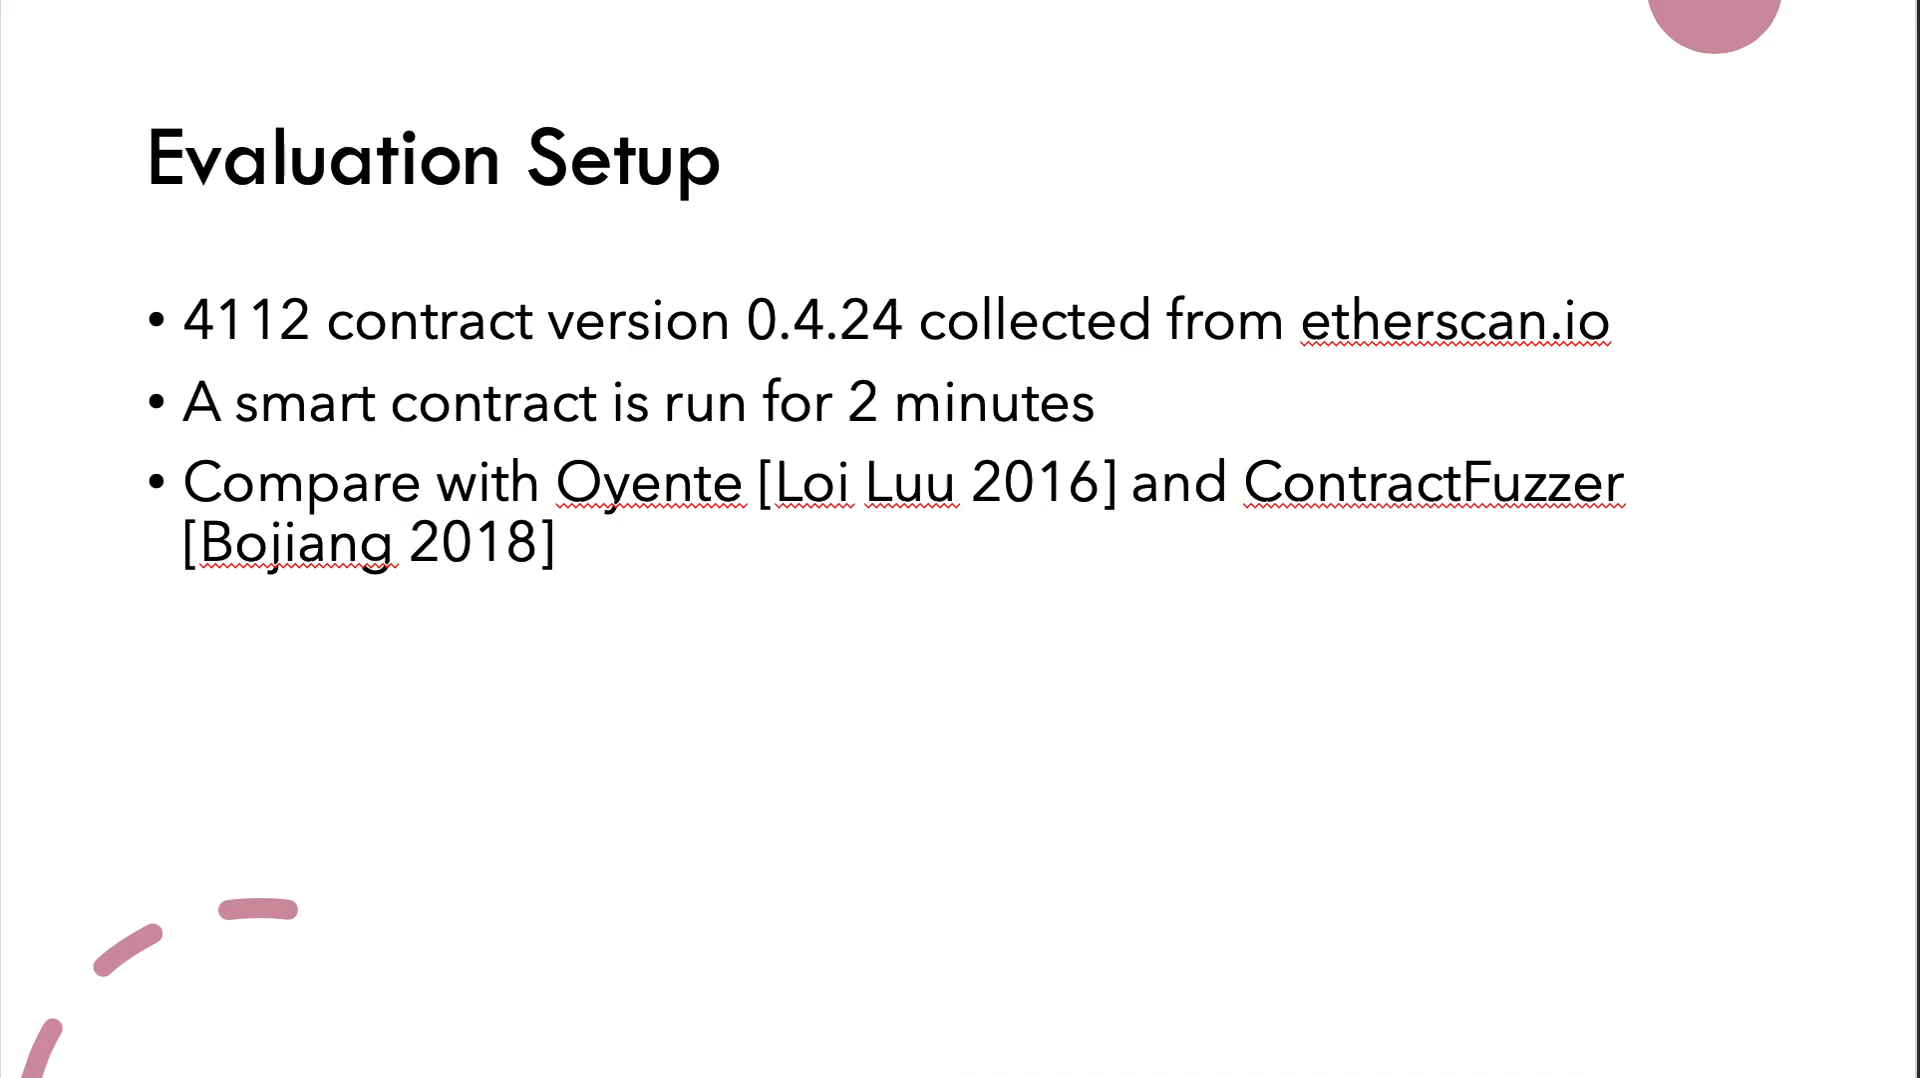 Evaluation Setup
• 4112 contract version 0.4.24 collected from etherscan.io
• A smart contract is run for 2 minutes
• Compare with Oyente [Loi Luu 2016] and ContractFuzzer
[Bojiang 2018]